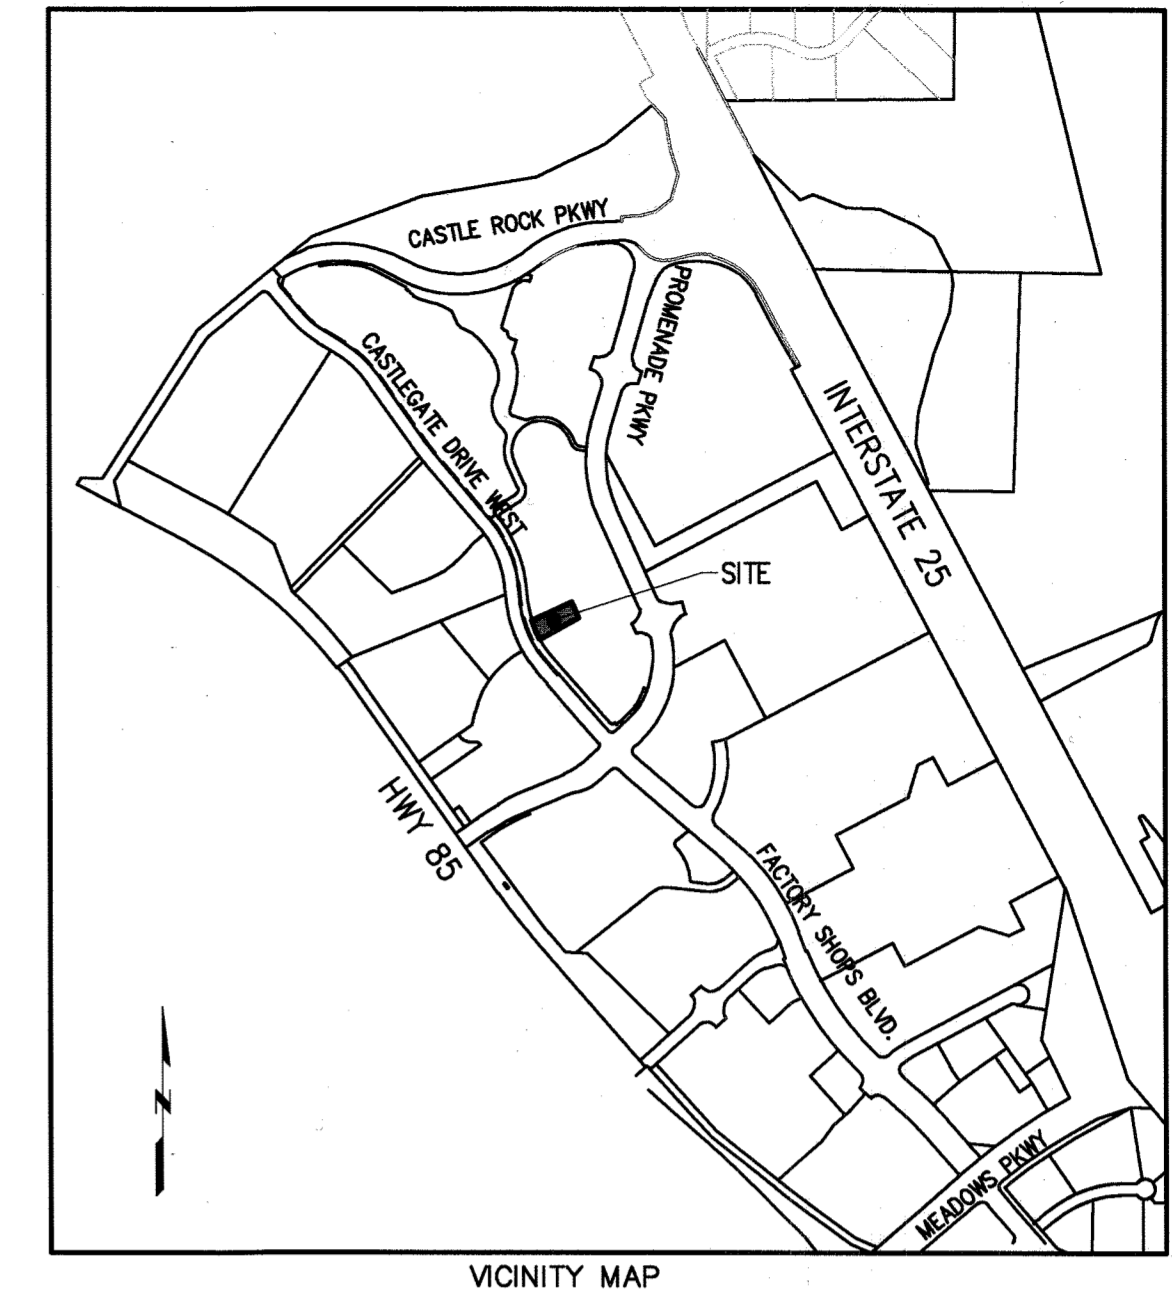 CASTLE ROCK PKWY
PROMENADE PKWY
CASTLEGATE DRIVE WEST
INTERSTATE 25
SITE
HWY 85
FACTORY SHOPS BLVD.
N
MEADOWS PKWY
VICINITY MAP